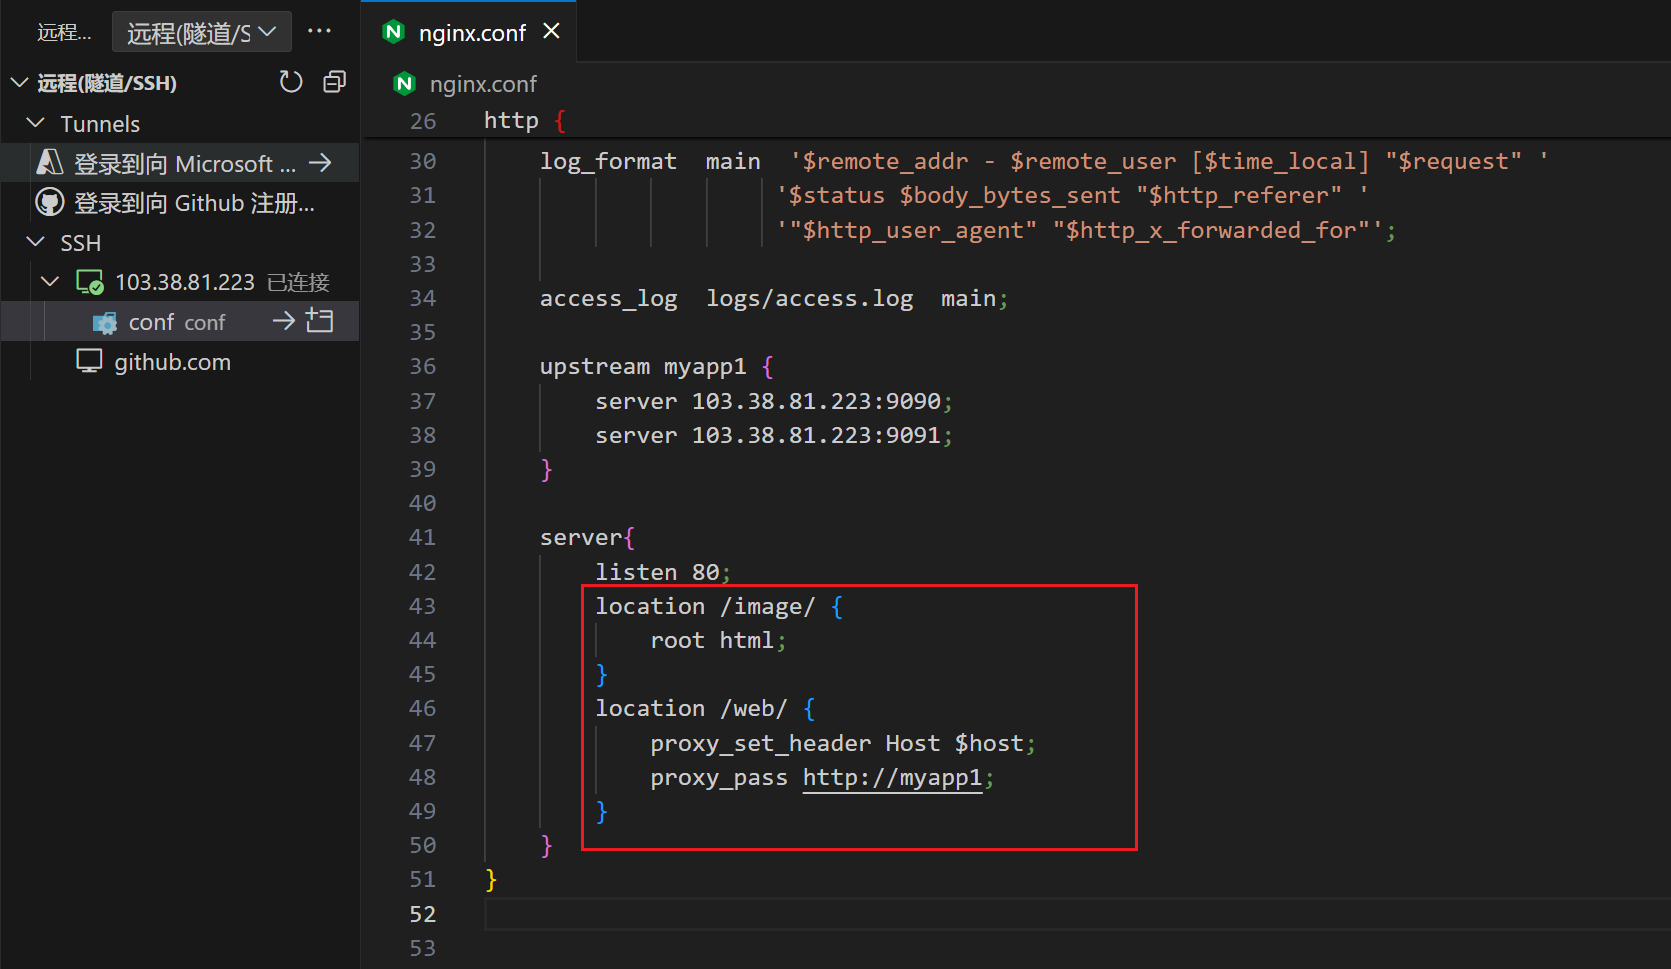 远程...
远程(隧道/S
···
远程(隧道/SSH)
Tunnels
登录到向 Microsoft ...
登录到向 Github 注册...
SSH
103.38.81.223 已连接
conf conf
github.com
nginx.conf
nginx.conf
26 http {
30 log_format  main  '$remote_addr - $remote_user [$time_local] "$request" '
31 '$status $body_bytes_sent "$http_referer" '
32 '"$http_user_agent" "$http_x_forwarded_for"';
33
34 access_log  logs/access.log  main;
35
36 upstream myapp1 {
37 server 103.38.81.223:9090;
38 server 103.38.81.223:9091;
39 }
40
41 server{
42 listen 80;
43 location /image/ {
44 root html;
45 }
46 location /web/ {
47 proxy_set_header Host $host;
48 proxy_pass http://myapp1;
49 }
50 }
51 }
52
53